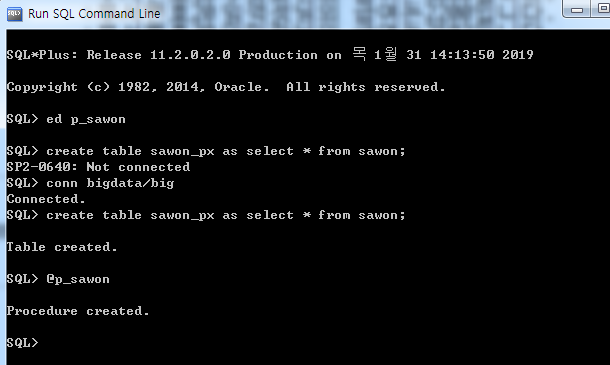 SQL> Run SQL Command Line
SQL*Plus: Release 11.2.0.2.0 Production on 목 1월 31 14:13:50 2019
Copyright (c) 1982, 2014, Oracle.  All rights reserved.
SQL> ed p_sawon
SQL> create table sawon_px as select * from sawon;
SP2-0640: Not connected
SQL> conn bigdata/big
Connected.
SQL> create table sawon_px as select * from sawon;
Table created.
SQL> @p_sawon
Procedure created.
SQL>